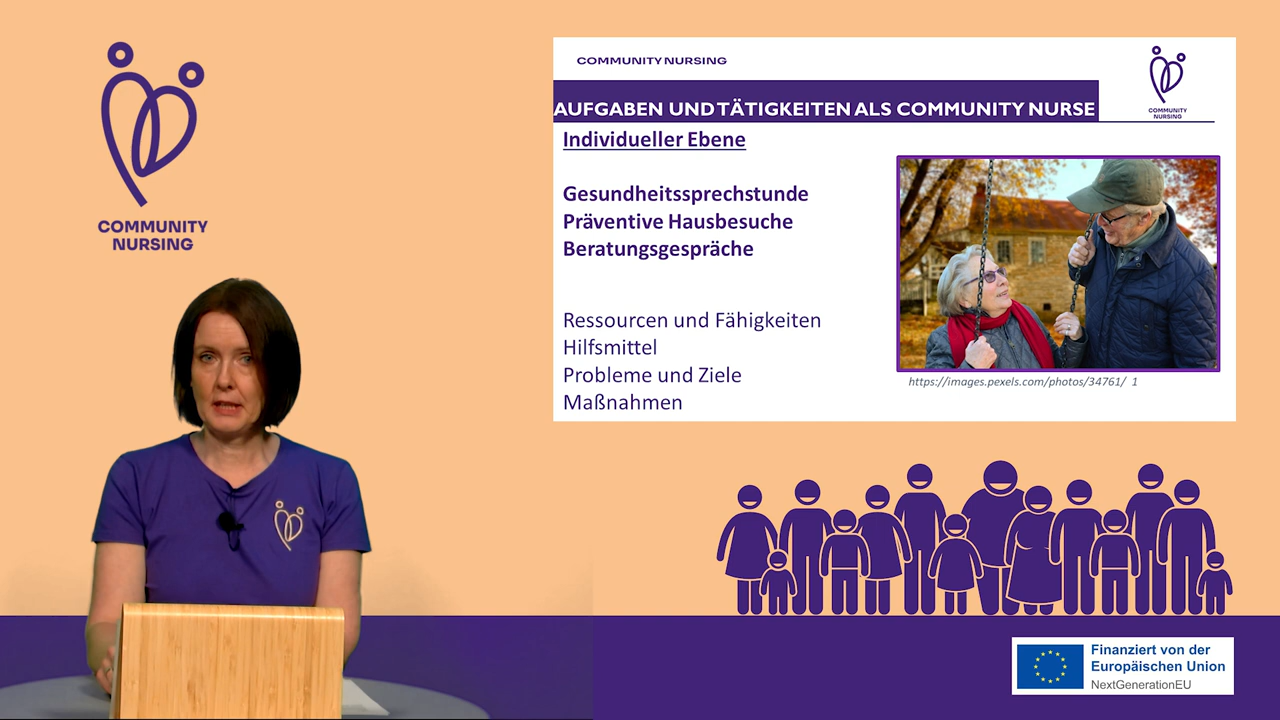 COMMUNITY
NURSING
COMMUNITY NURSING
COMMUNITY
NURSING
AUFGABEN UND TÄTIGKEITEN ALS COMMUNITY NURSE
Individueller Ebene
Gesundheitssprechstunde
Präventive Hausbesuche
Beratungsgespräche
Ressourcen und Fähigkeiten
Hilfsmittel
Probleme und Ziele
Maßnahmen
https://images.pexels.com/photos/34761/ 1
Finanziert von der
Europäischen Union
NextGenerationEU